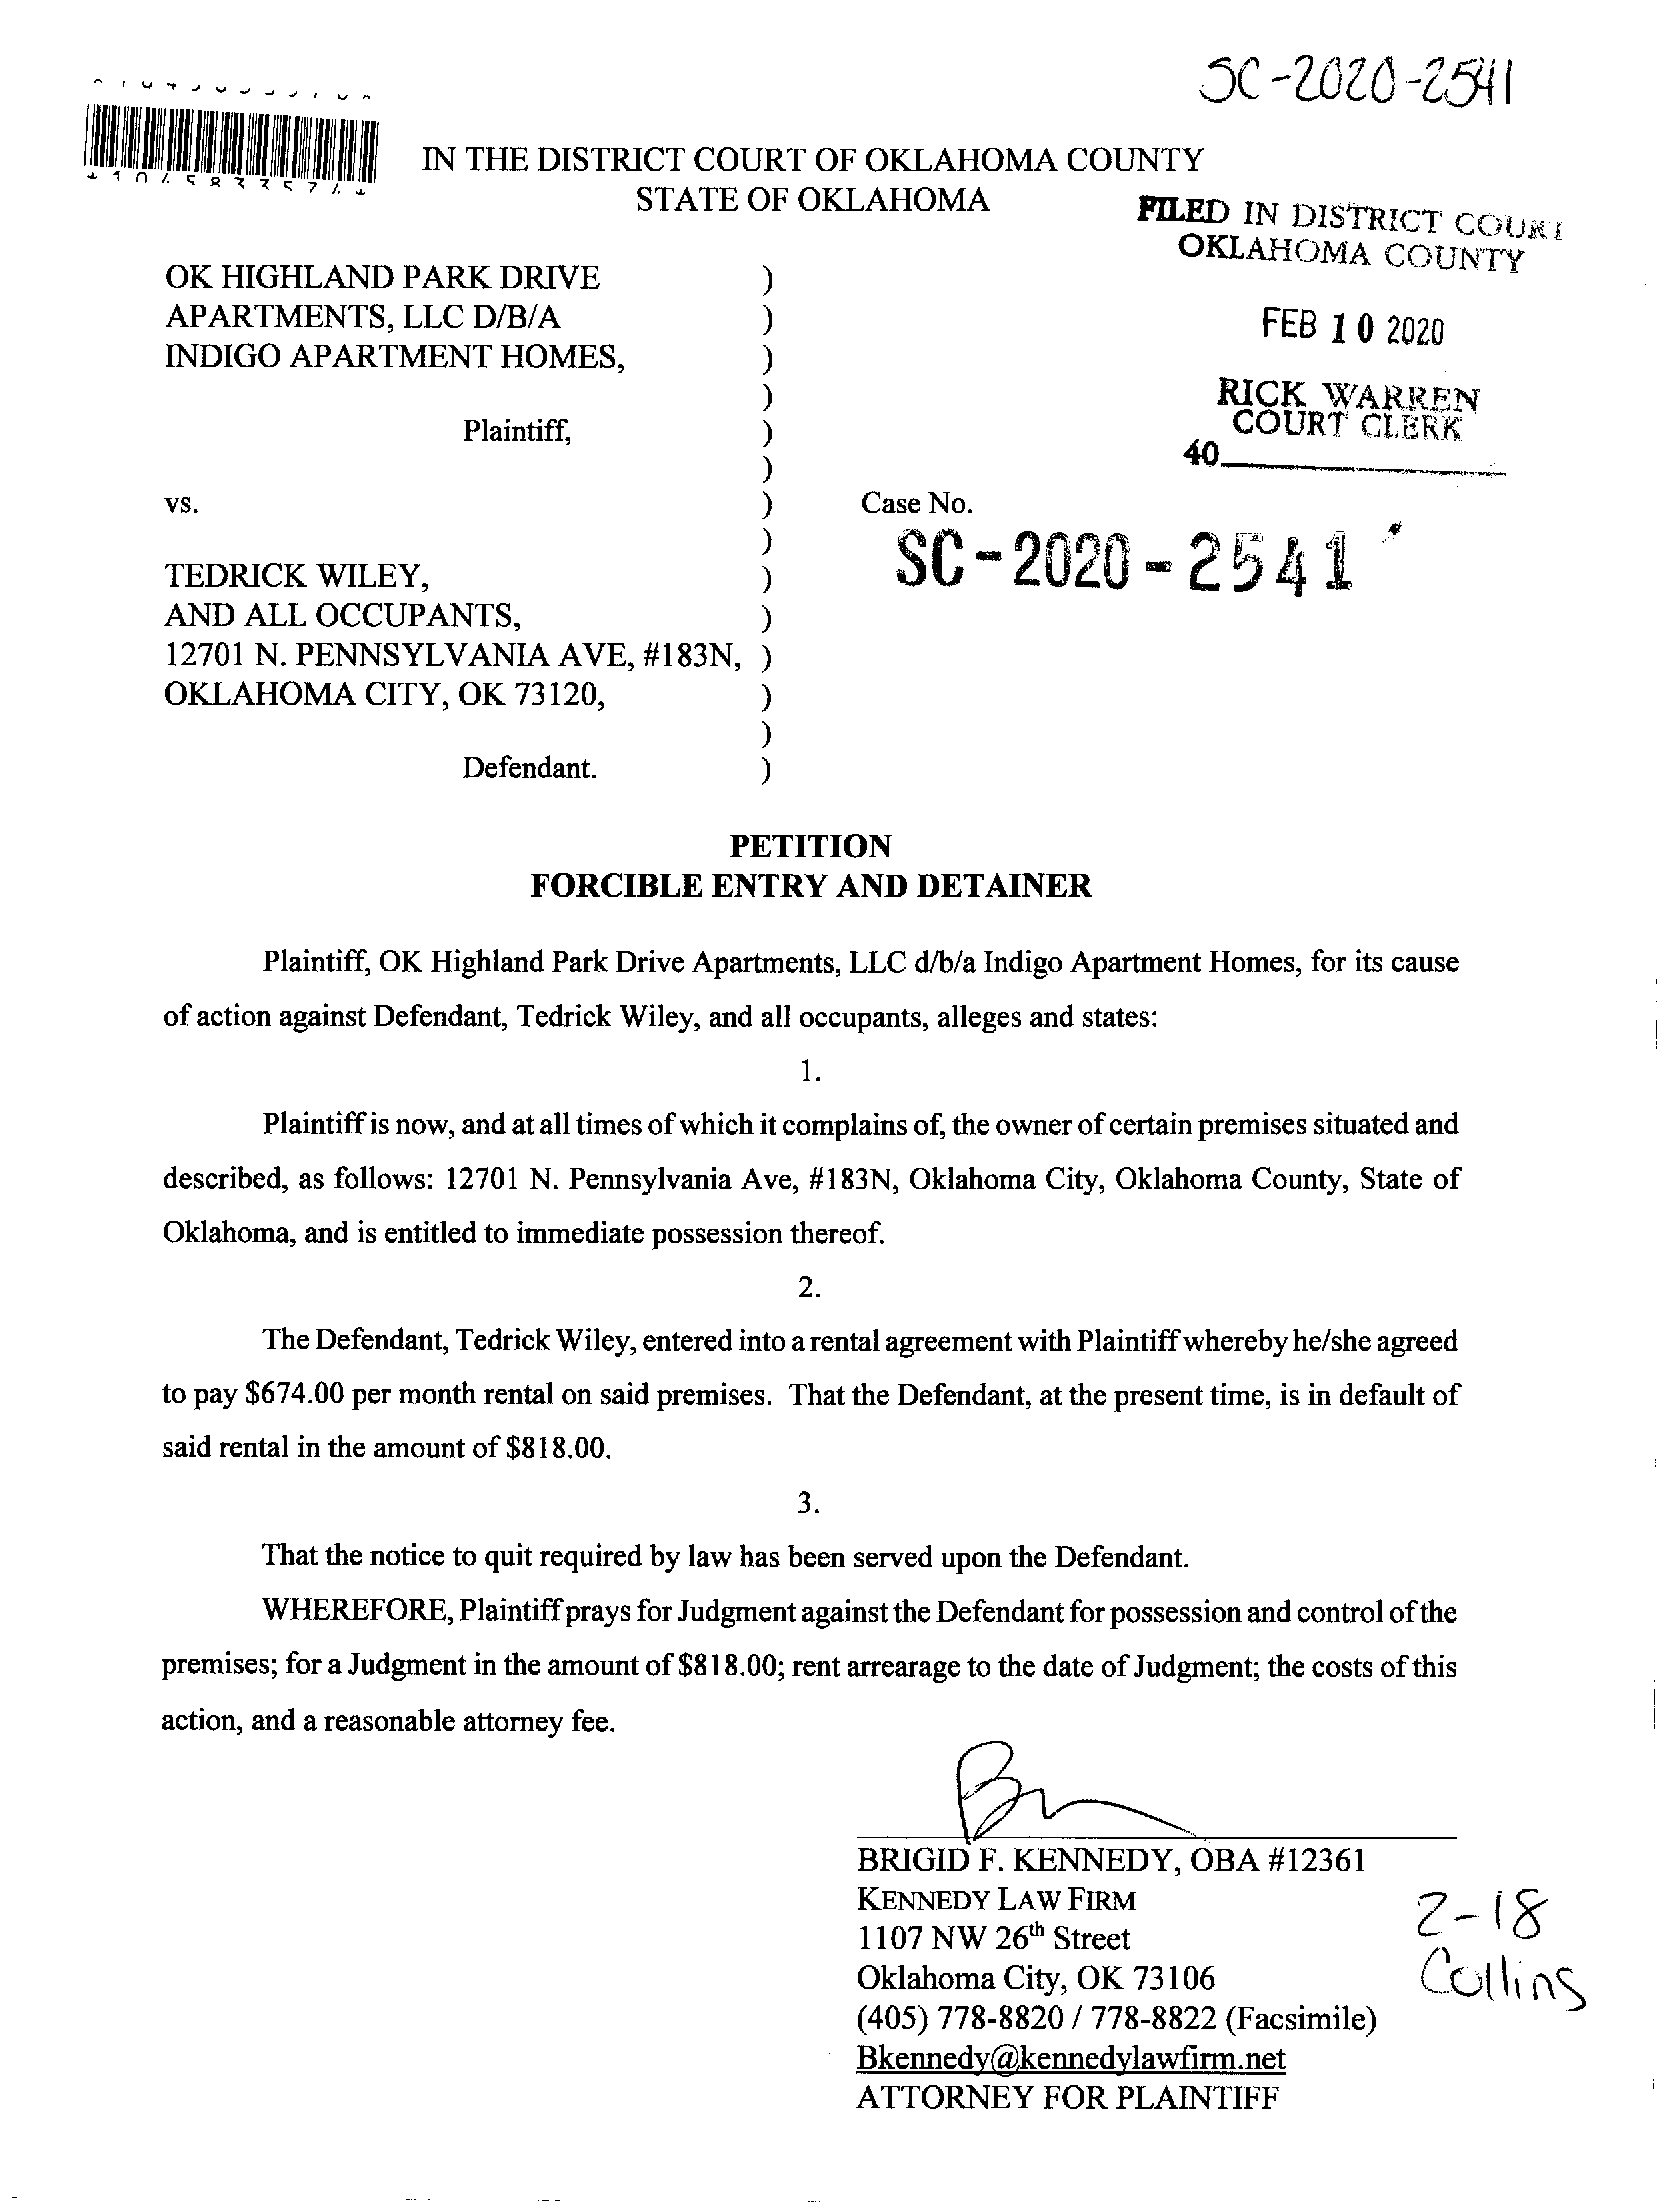 SC-2020-2541
IN THE DISTRICT COURT OF OKLAHOMA COUNTY
STATE OF OKLAHOMA
FILED IN DISTRICT COURT
OKLAHOMA COUNTY
FEB 10 2020
RICK WARREN
COURT CLERK
40
OK HIGHLAND PARK DRIVE )
APARTMENTS, LLC D/B/A )
INDIGO APARTMENT HOMES, )
)
Plaintiff, )
)
vs. ) Case No.
) SC-2020-2541
TEDRICK WILEY, )
AND ALL OCCUPANTS, )
12701 N. PENNSYLVANIA AVE, #183N, )
OKLAHOMA CITY, OK 73120, )
)
Defendant. )
PETITION
FORCIBLE ENTRY AND DETAINER
Plaintiff, OK Highland Park Drive Apartments, LLC d/b/a Indigo Apartment Homes, for its cause
of action against Defendant, Tedrick Wiley, and all occupants, alleges and states:
1.
Plaintiff is now, and at all times of which it complains of, the owner of certain premises situated and
described, as follows: 12701 N. Pennsylvania Ave, #183N, Oklahoma City, Oklahoma County, State of
Oklahoma, and is entitled to immediate possession thereof.
2.
The Defendant, Tedrick Wiley, entered into a rental agreement with Plaintiff whereby he/she agreed
to pay $674.00 per month rental on said premises. That the Defendant, at the present time, is in default of
said rental in the amount of $818.00.
3.
That the notice to quit required by law has been served upon the Defendant.
WHEREFORE, Plaintiff prays for Judgment against the Defendant for possession and control of the
premises; for a Judgment in the amount of $818.00; rent arrearage to the date of Judgment; the costs of this
action, and a reasonable attorney fee.
BRIGID F. KENNEDY, OBA #12361
KENNEDY LAW FIRM
1107 NW 26th Street
Oklahoma City, OK 73106
(405) 778-8820 / 778-8822 (Facsimile)
Bkennedy@kennedylawfirm.net
ATTORNEY FOR PLAINTIFF
2-18
Collins